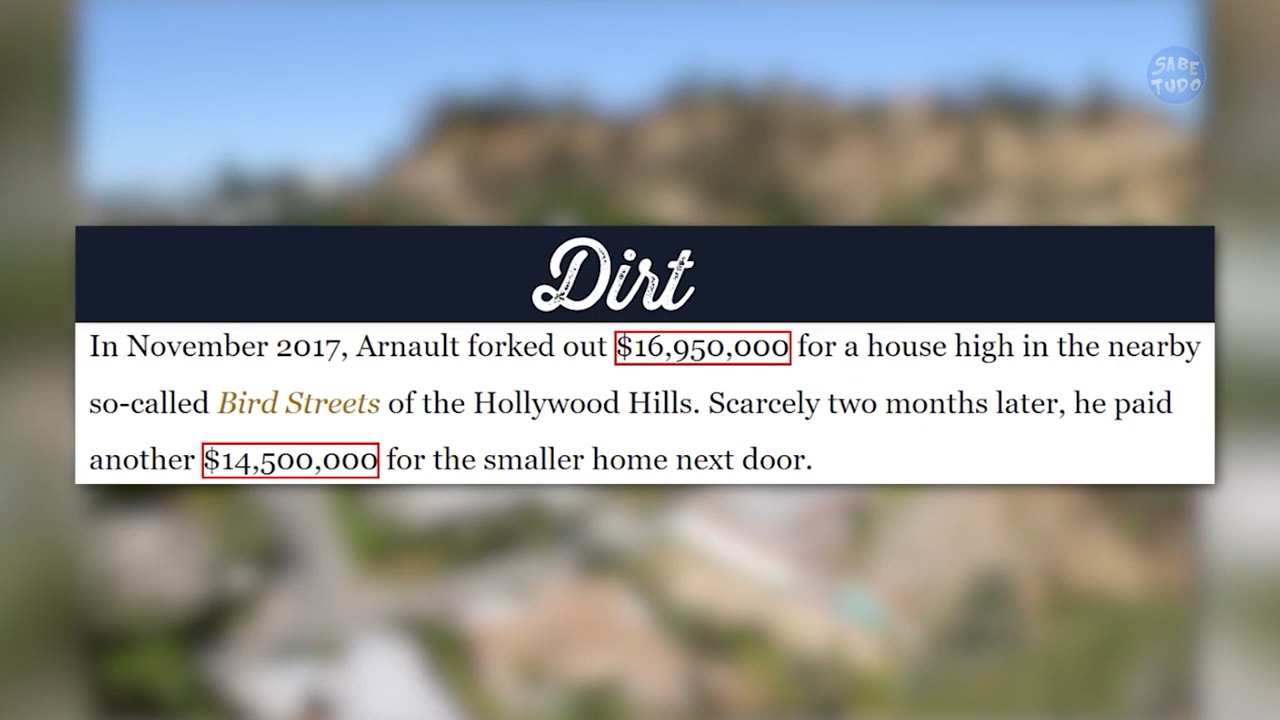 SABE
TUDO
Dirt
In November 2017, Arnault forked out $16,950,000 for a house high in the nearby
so-called Bird Streets of the Hollywood Hills. Scarcely two months later, he paid
another $14,500,000 for the smaller home next door.